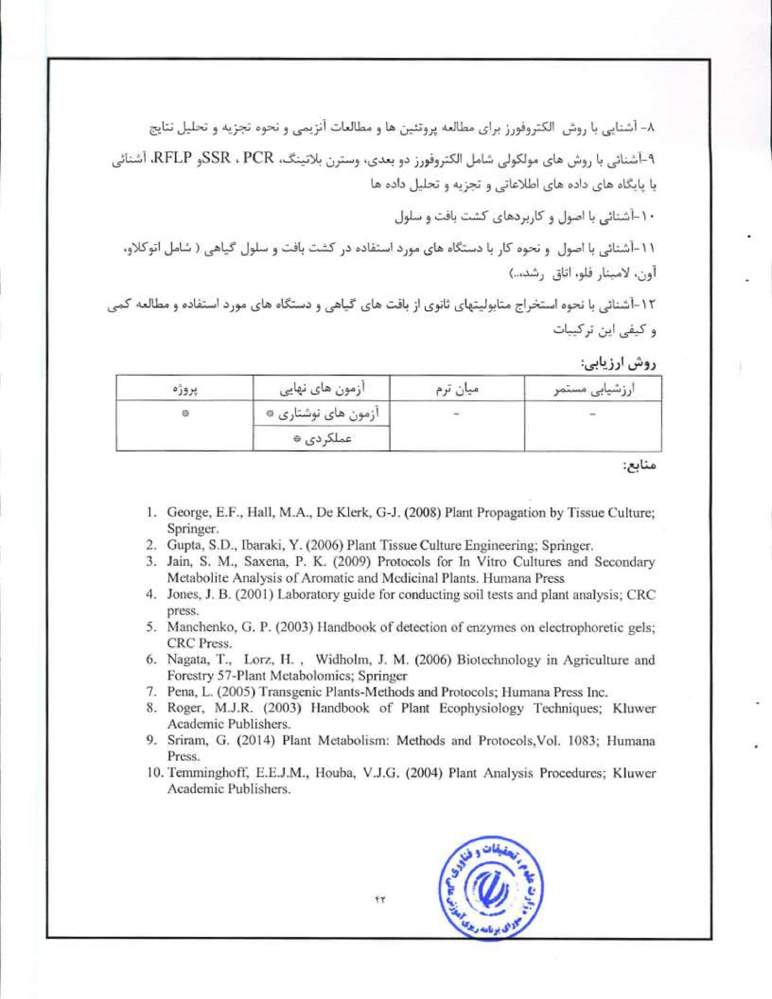 ۸- آشنایی با روش الکتروفورز برای مطالعه پروتئین ها و مطالعات آنزیمی و نحوه تجزیه و تحلیل نتایج
۹-آشنائی با روش های مولکولی شامل الکتروفورز دو بعدی، وسترن بلاتینگ، PCR ، SSR و RFLP، آشنائی
با پایگاه های داده های اطلاعاتی و تجزیه و تحلیل داده ها
۱۰-آشنائی با اصول و کاربردهای کشت بافت و سلول
۱۱-آشنائی با اصول و نحوه کار با دستگاه های مورد استفاده در کشت بافت و سلول گیاهی ( شامل اتوکلاو،
آون، لامینار فلو، اتاق رشد،..)
۱۲-آشنائی با نحوه استخراج متابولیتهای ثانوی از بافت های گیاهی و دستگاه های مورد استفاده و مطالعه کمی
و کیفی این ترکیبات
روش ارزیابی:
ارزشیابی مستمر میان ترم آزمون های نهایی پروژه
- - آزمون های نوشتاری * *
عملکردی *
منابع:
1. George, E.F., Hall, M.A., De Klerk, G-J. (2008) Plant Propagation by Tissue Culture;
Springer.
2. Gupta, S.D., Ibaraki, Y. (2006) Plant Tissue Culture Engineering; Springer.
3. Jain, S. M., Saxena, P. K. (2009) Protocols for In Vitro Cultures and Secondary
Metabolite Analysis of Aromatic and Medicinal Plants. Humana Press
4. Jones, J. B. (2001) Laboratory guide for conducting soil tests and plant analysis; CRC
press.
5. Manchenko, G. P. (2003) Handbook of detection of enzymes on electrophoretic gels;
CRC Press.
6. Nagata, T., Lorz, H. , Widholm, J. M. (2006) Biotechnology in Agriculture and
Forestry 57-Plant Metabolomics; Springer
7. Pena, L. (2005) Transgenic Plants-Methods and Protocols; Humana Press Inc.
8. Roger, M.J.R. (2003) Handbook of Plant Ecophysiology Techniques; Kluwer
Academic Publishers.
9. Sriram, G. (2014) Plant Metabolism: Methods and Protocols,Vol. 1083; Humana
Press.
10. Temminghoff, E.E.J.M., Houba, V.J.G. (2004) Plant Analysis Procedures; Kluwer
Academic Publishers.
وزارت علوم، تحقیقات و فناوری
شورای برنامه ریزی آموزش عالی